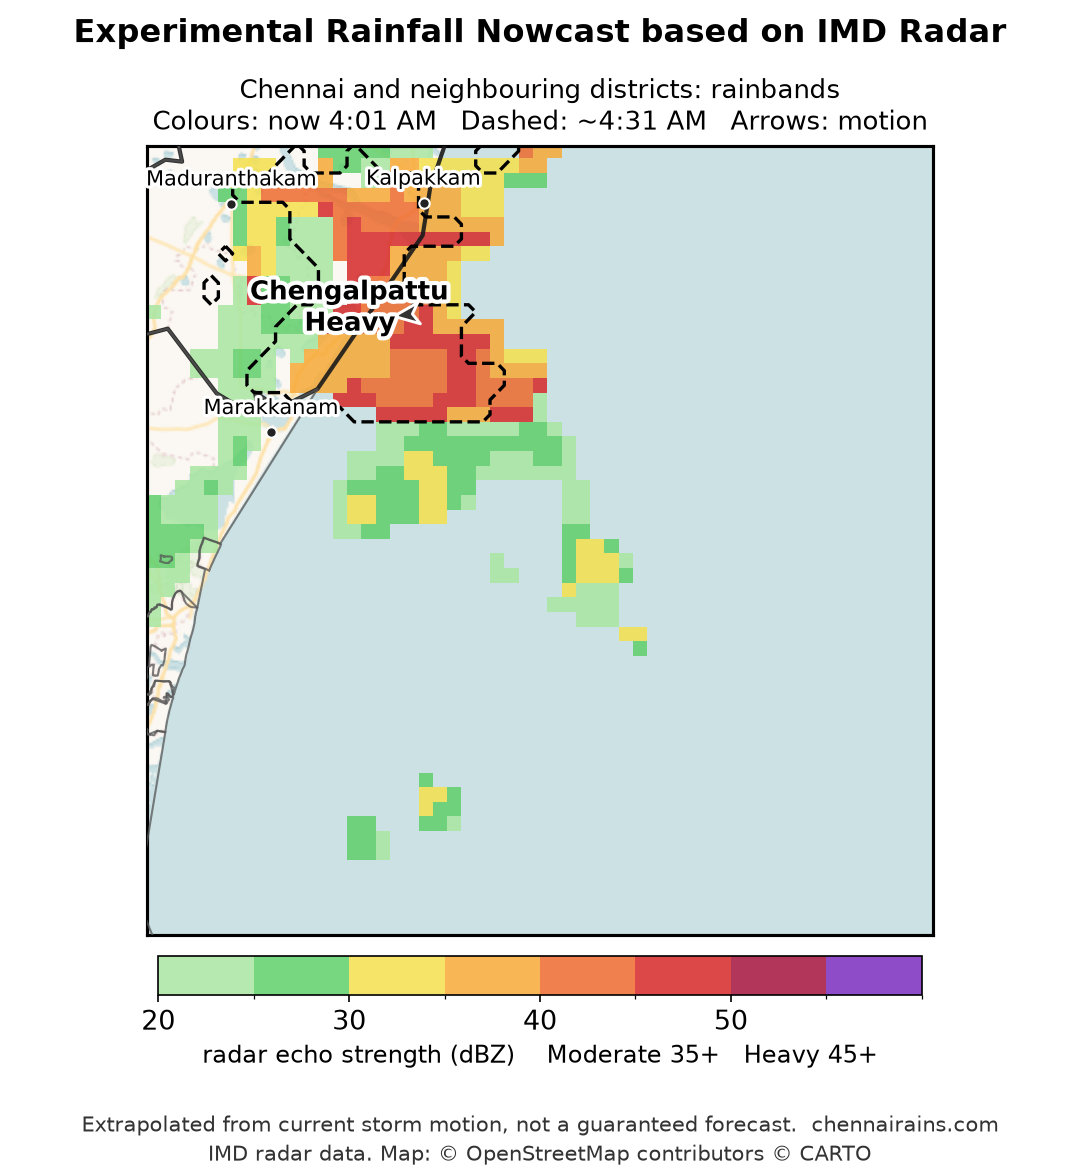 Experimental Rainfall Nowcast based on IMD Radar
Chennai and neighbouring districts: rainbands
Colours: now 4:01 AM   Dashed: ~4:31 AM   Arrows: motion
Maduranthakam
Kalpakkam
Chengalpattu
Heavy
Marakkanam
20 30 40 50
radar echo strength (dBZ)    Moderate 35+   Heavy 45+
Extrapolated from current storm motion, not a guaranteed forecast.  chennairains.com
IMD radar data. Map: © OpenStreetMap contributors © CARTO